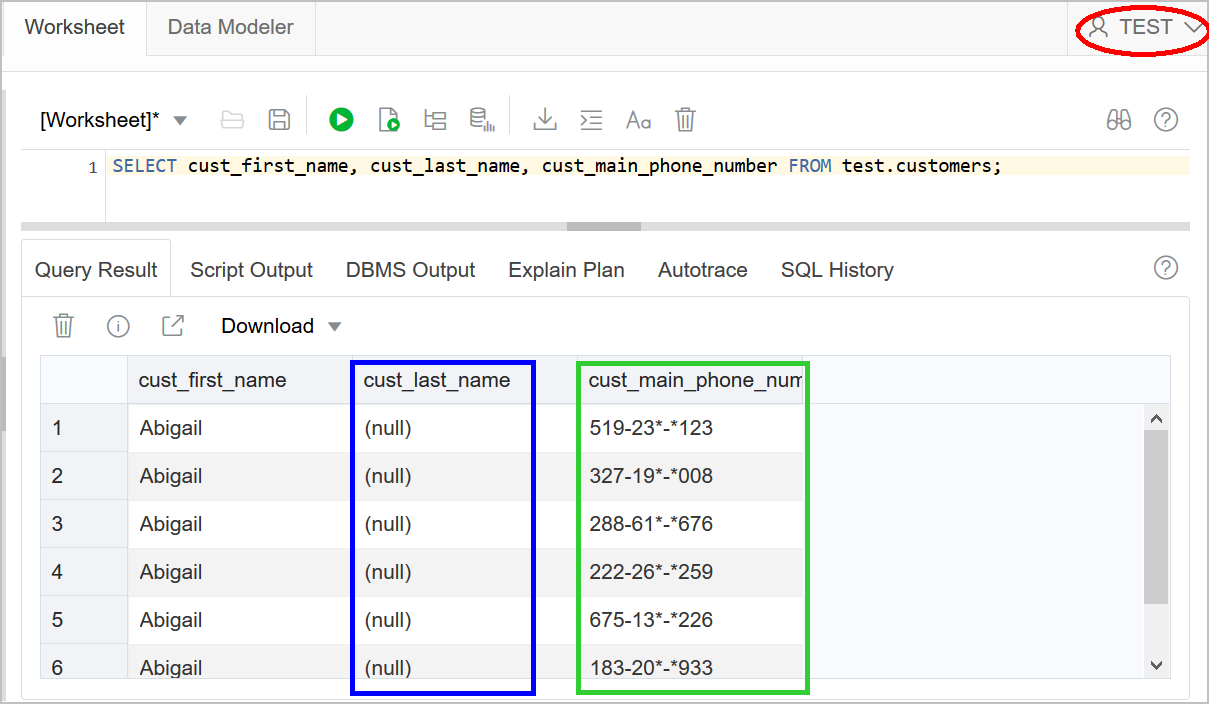 Worksheet Data Modeler TEST
[Worksheet]* Aa ?
1 SELECT cust_first_name, cust_last_name, cust_main_phone_number FROM test.customers;
Query Result Script Output DBMS Output Explain Plan Autotrace SQL History ?
i Download
cust_first_name cust_last_name cust_main_phone_num
1 Abigail (null) 519-23*-*123
2 Abigail (null) 327-19*-*008
3 Abigail (null) 288-61*-*676
4 Abigail (null) 222-26*-*259
5 Abigail (null) 675-13*-*226
6 Abigail (null) 183-20*-*933